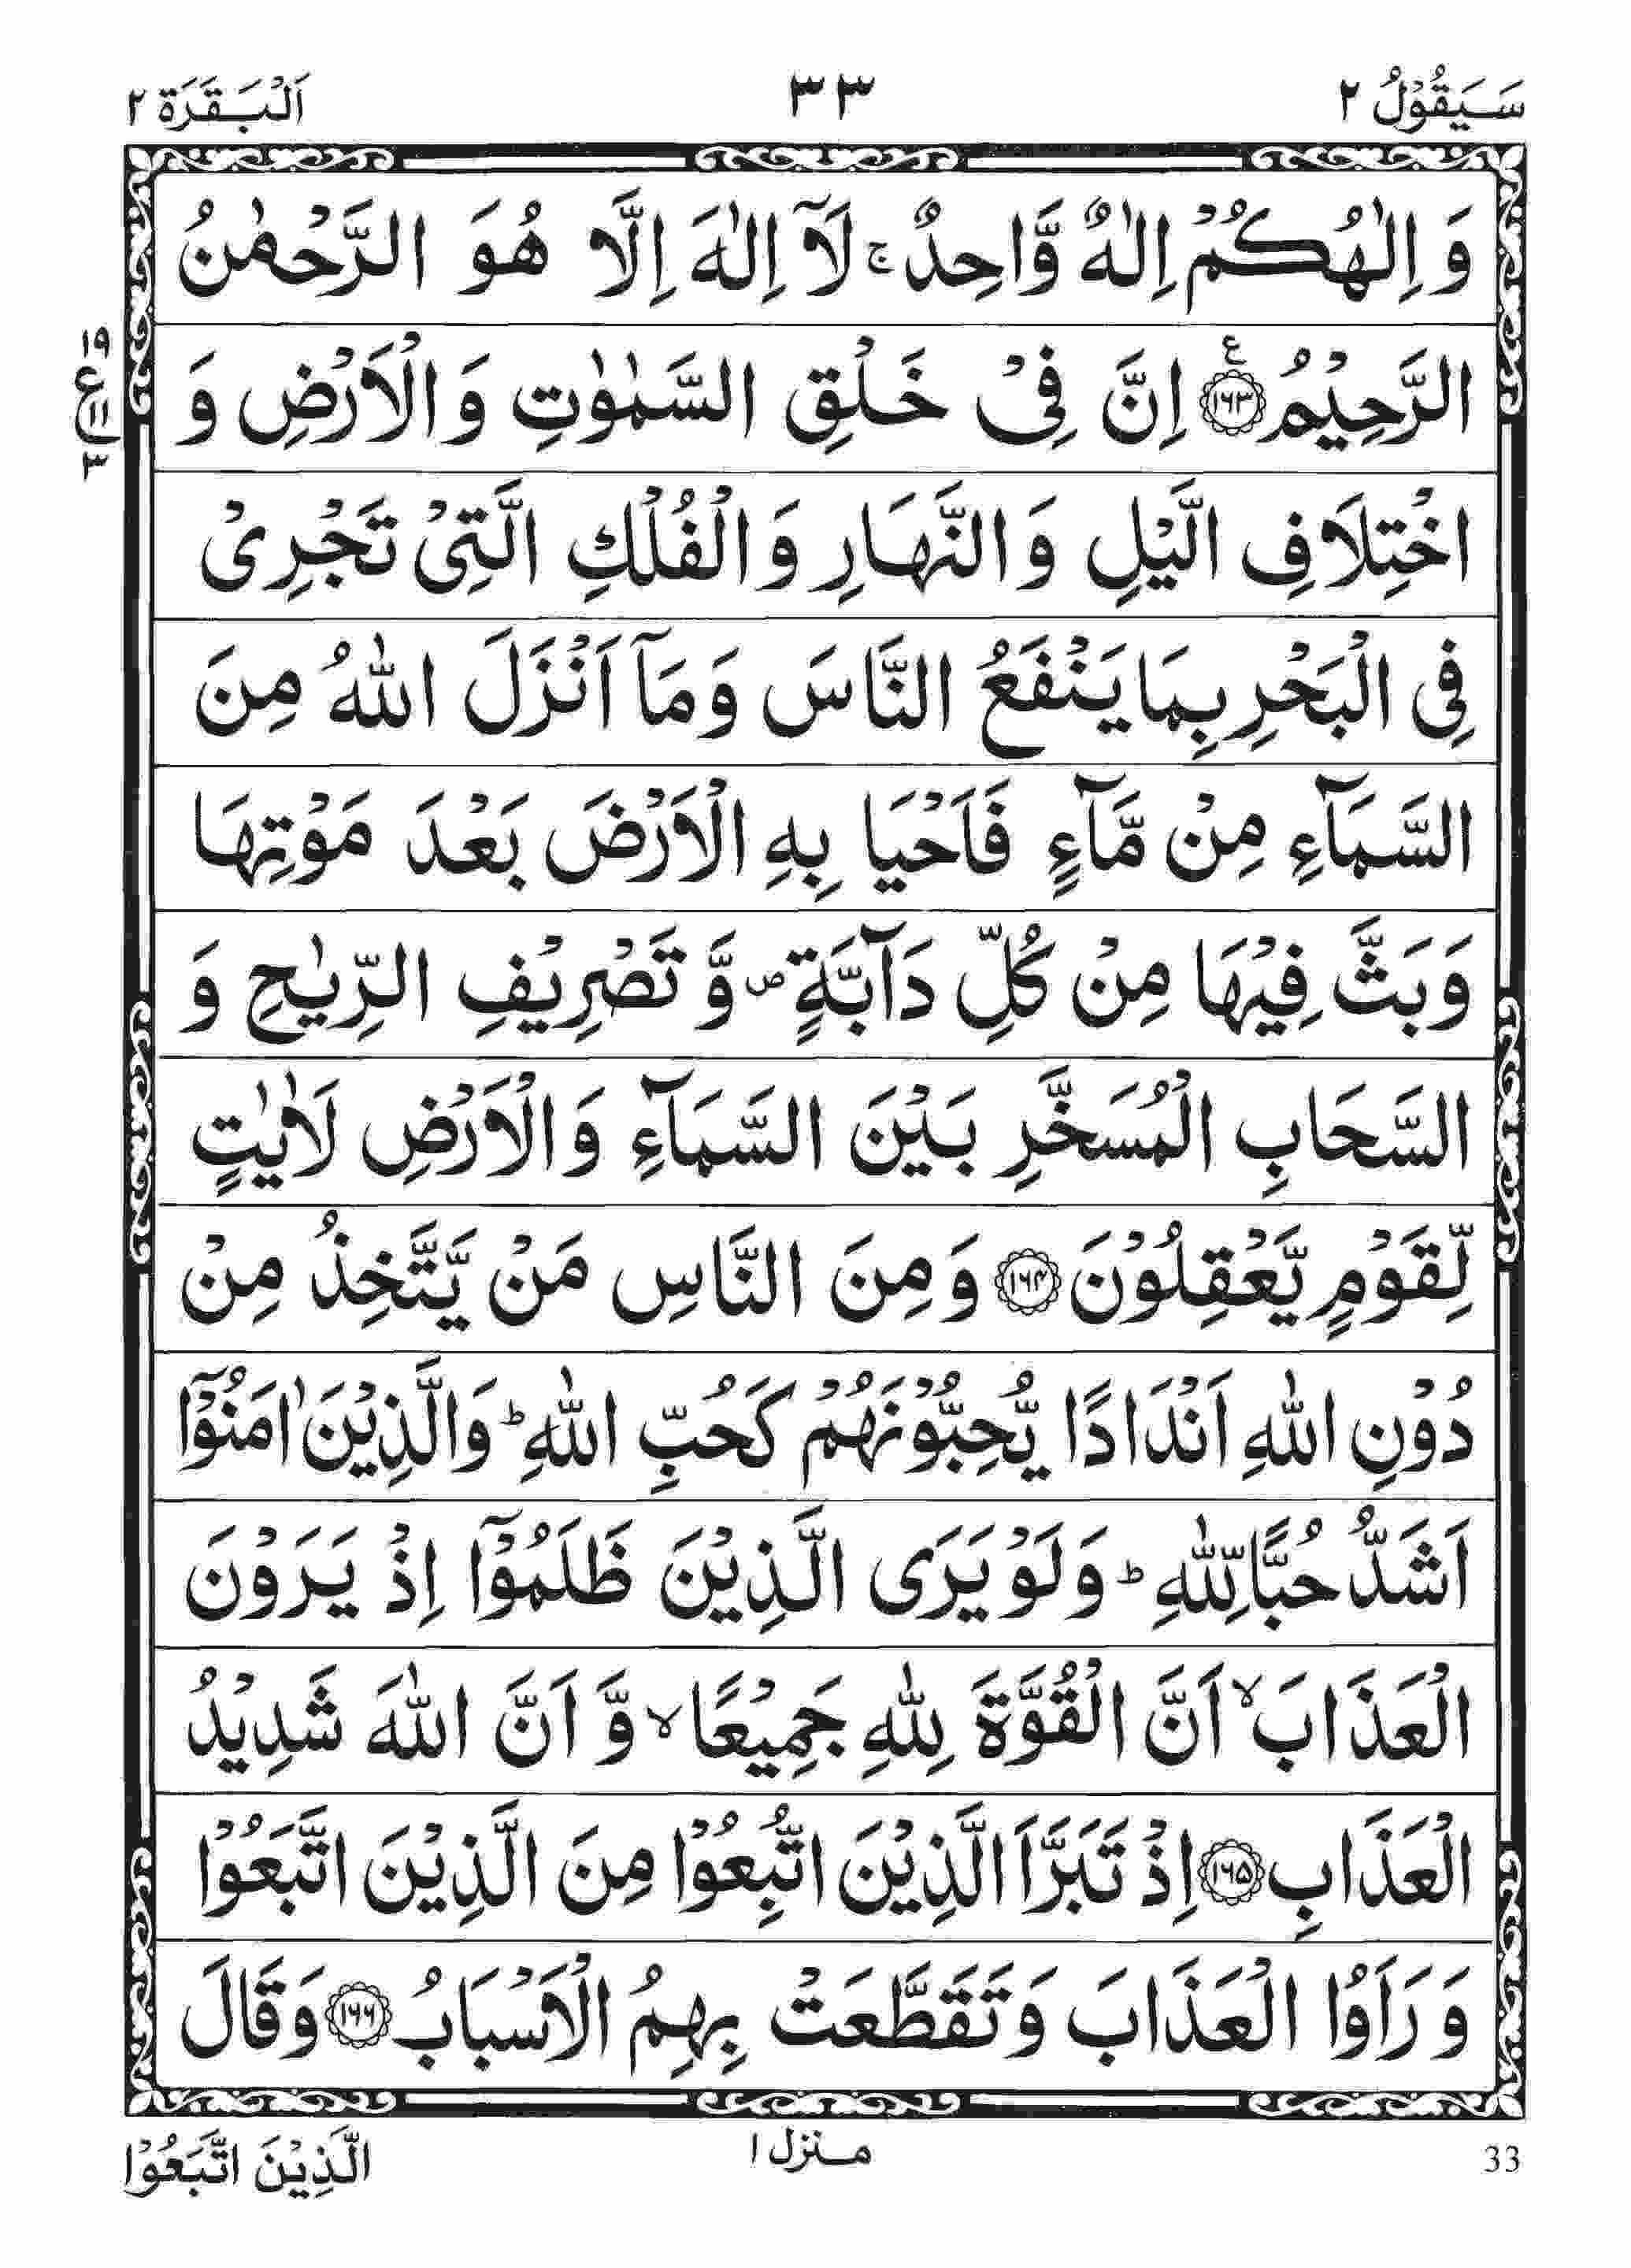 سَيَقُوْلُ ٢
٣٣
اَلْبَقَرَة ٢
وَ اِلٰهُكُمْ اِلٰهٌ وَّاحِدٌ ۚ لَاۤ اِلٰهَ اِلَّا هُوَ الرَّحْمٰنُ
الرَّحِيْمُ ﴿١٦٣﴾ ع اِنَّ فِيْ خَلْقِ السَّمٰوٰتِ وَالْاَرْضِ وَ
١٩
ع
١١
٣
اخْتِلَافِ الَّيْلِ وَالنَّهَارِ وَالْفُلْكِ الَّتِيْ تَجْرِيْ
فِي الْبَحْرِ بِمَا يَنْفَعُ النَّاسَ وَمَاۤ اَنْزَلَ اللّٰهُ مِنَ
السَّمَآءِ مِنْ مَّآءٍ فَاَحْيَا بِهِ الْاَرْضَ بَعْدَ مَوْتِهَا
وَبَثَّ فِيْهَا مِنْ كُلِّ دَآبَّةٍ ۪ وَّ تَصْرِيْفِ الرِّيٰحِ وَ
السَّحَابِ الْمُسَخَّرِ بَيْنَ السَّمَآءِ وَالْاَرْضِ لَاٰيٰتٍ
لِّقَوْمٍ يَّعْقِلُوْنَ ﴿١٦٤﴾ وَمِنَ النَّاسِ مَنْ يَّتَّخِذُ مِنْ
دُوْنِ اللّٰهِ اَنْدَادًا يُّحِبُّوْنَهُمْ كَحُبِّ اللّٰهِ ؕ وَالَّذِيْنَ اٰمَنُوْۤا
اَشَدُّ حُبًّا لِّلّٰهِ ؕ وَلَوْ يَرَى الَّذِيْنَ ظَلَمُوْۤا اِذْ يَرَوْنَ
الْعَذَابَ ۙ اَنَّ الْقُوَّةَ لِلّٰهِ جَمِيْعًا ۙ وَّ اَنَّ اللّٰهَ شَدِيْدُ
الْعَذَابِ ﴿١٦٥﴾ اِذْ تَبَرَّاَ الَّذِيْنَ اتُّبِعُوْا مِنَ الَّذِيْنَ اتَّبَعُوْا
وَ رَاَوُا الْعَذَابَ وَتَقَطَّعَتْ بِهِمُ الْاَسْبَابُ ﴿١٦٦﴾ وَقَالَ
33
منزل ١
الَّذِيْنَ اتَّبَعُوْا